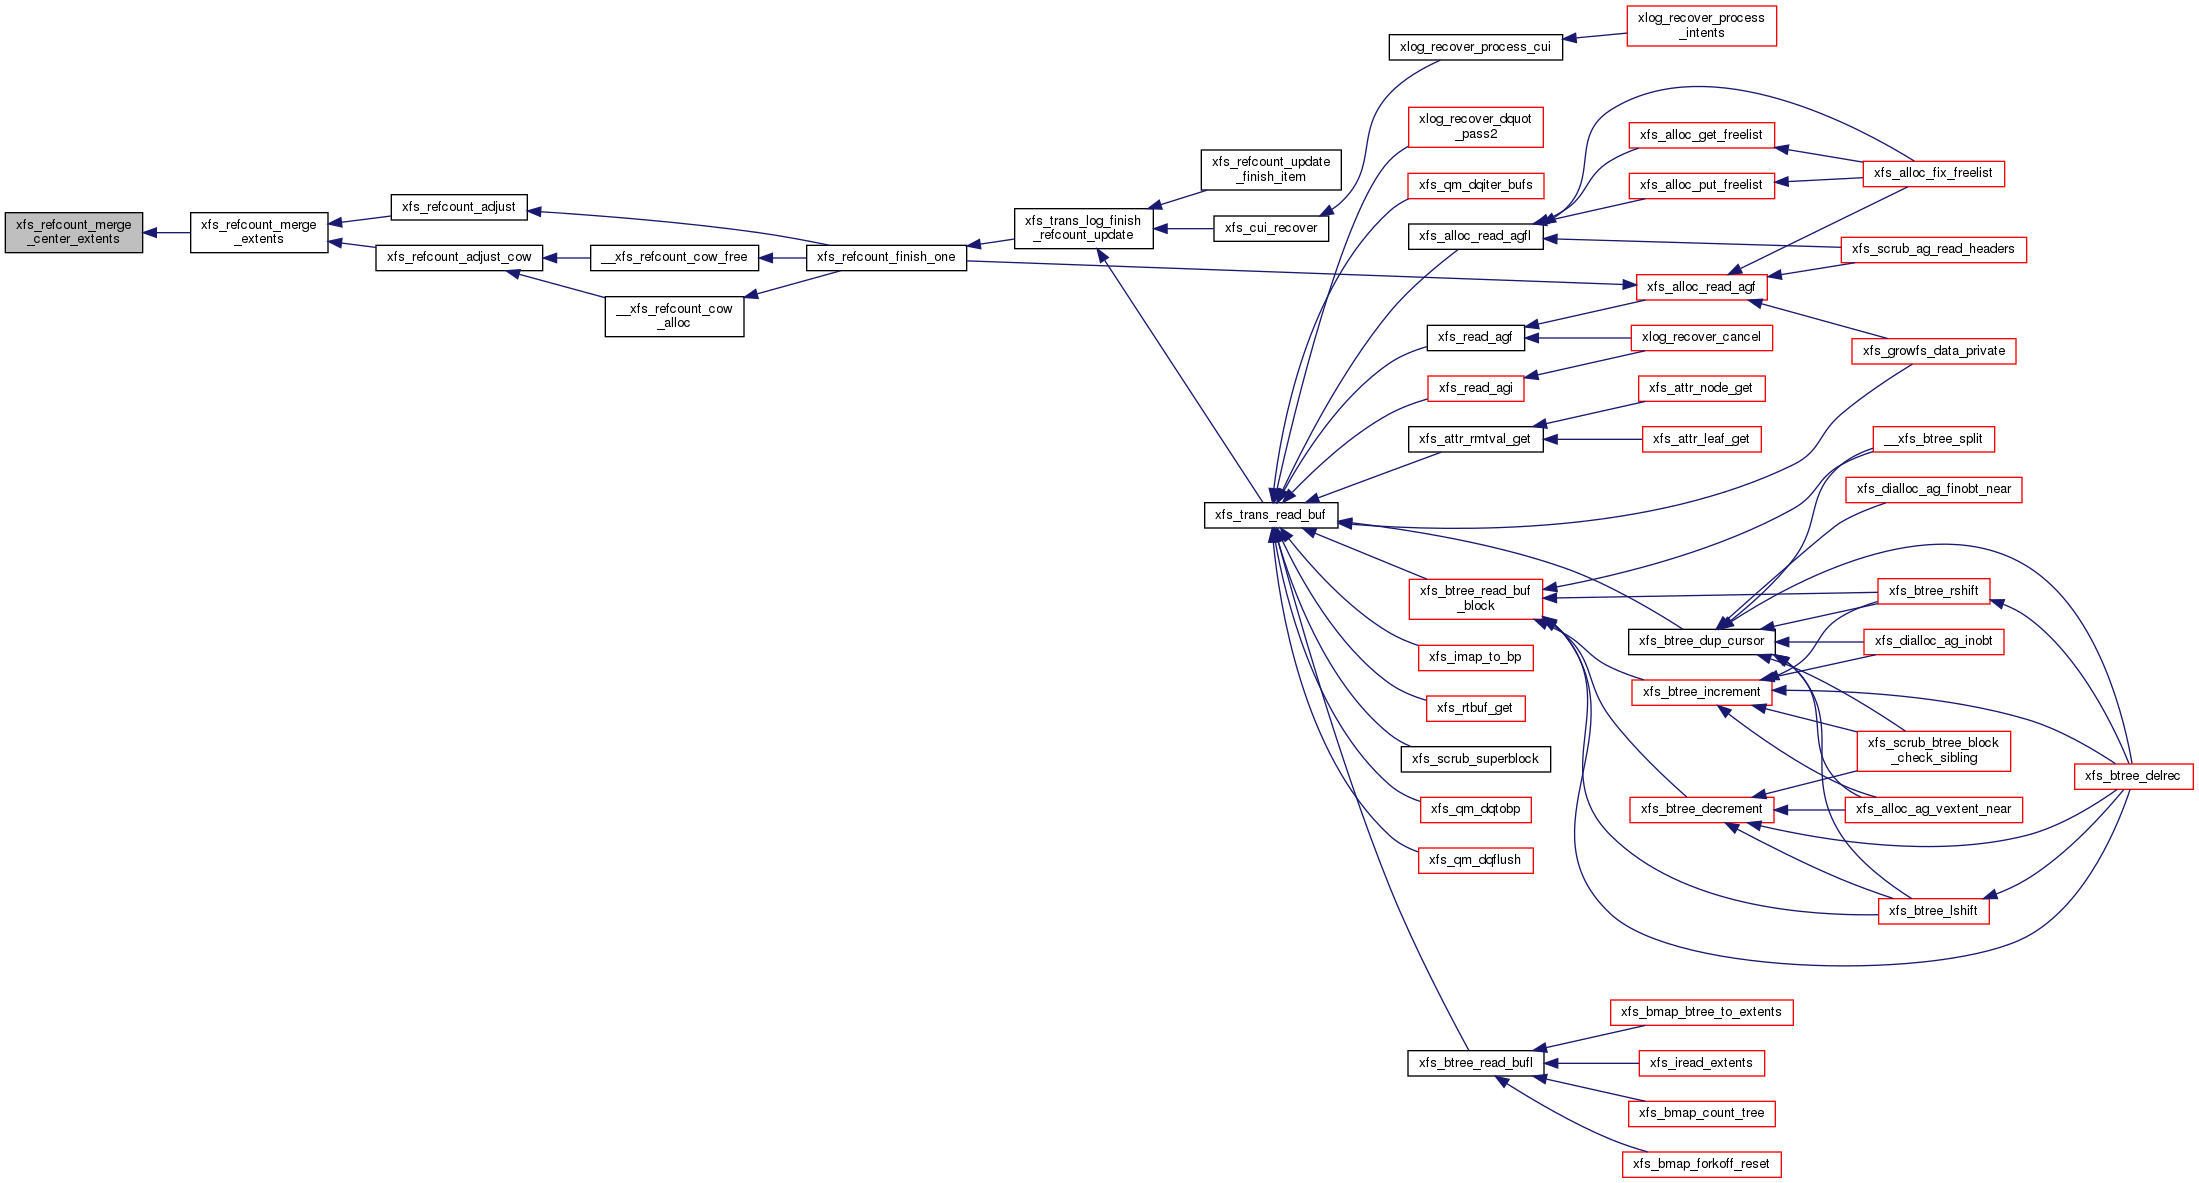 xfs_refcount_merge
_center_extents
xfs_refcount_merge
_extents
xfs_refcount_adjust
xfs_refcount_adjust_cow
__xfs_refcount_cow_free
__xfs_refcount_cow
_alloc
xfs_refcount_finish_one
xfs_trans_log_finish
_refcount_update
xfs_refcount_update
_finish_item
xfs_cui_recover
xfs_trans_read_buf
xlog_recover_process_cui
xlog_recover_process
_intents
xlog_recover_dquot
_pass2
xfs_qm_dqiter_bufs
xfs_alloc_read_agfl
xfs_read_agf
xfs_read_agi
xfs_attr_rmtval_get
xfs_btree_read_buf
_block
xfs_imap_to_bp
xfs_rtbuf_get
xfs_scrub_superblock
xfs_qm_dqtobp
xfs_qm_dqflush
xfs_btree_read_bufl
xfs_alloc_get_freelist
xfs_alloc_put_freelist
xfs_alloc_read_agf
xlog_recover_cancel
xfs_attr_node_get
xfs_attr_leaf_get
xfs_btree_dup_cursor
xfs_btree_increment
xfs_btree_decrement
xfs_bmap_btree_to_extents
xfs_iread_extents
xfs_bmap_count_tree
xfs_bmap_forkoff_reset
xfs_alloc_fix_freelist
xfs_scrub_ag_read_headers
xfs_growfs_data_private
__xfs_btree_split
xfs_dialloc_ag_finobt_near
xfs_btree_rshift
xfs_dialloc_ag_inobt
xfs_scrub_btree_block
_check_sibling
xfs_alloc_ag_vextent_near
xfs_btree_lshift
xfs_btree_delrec